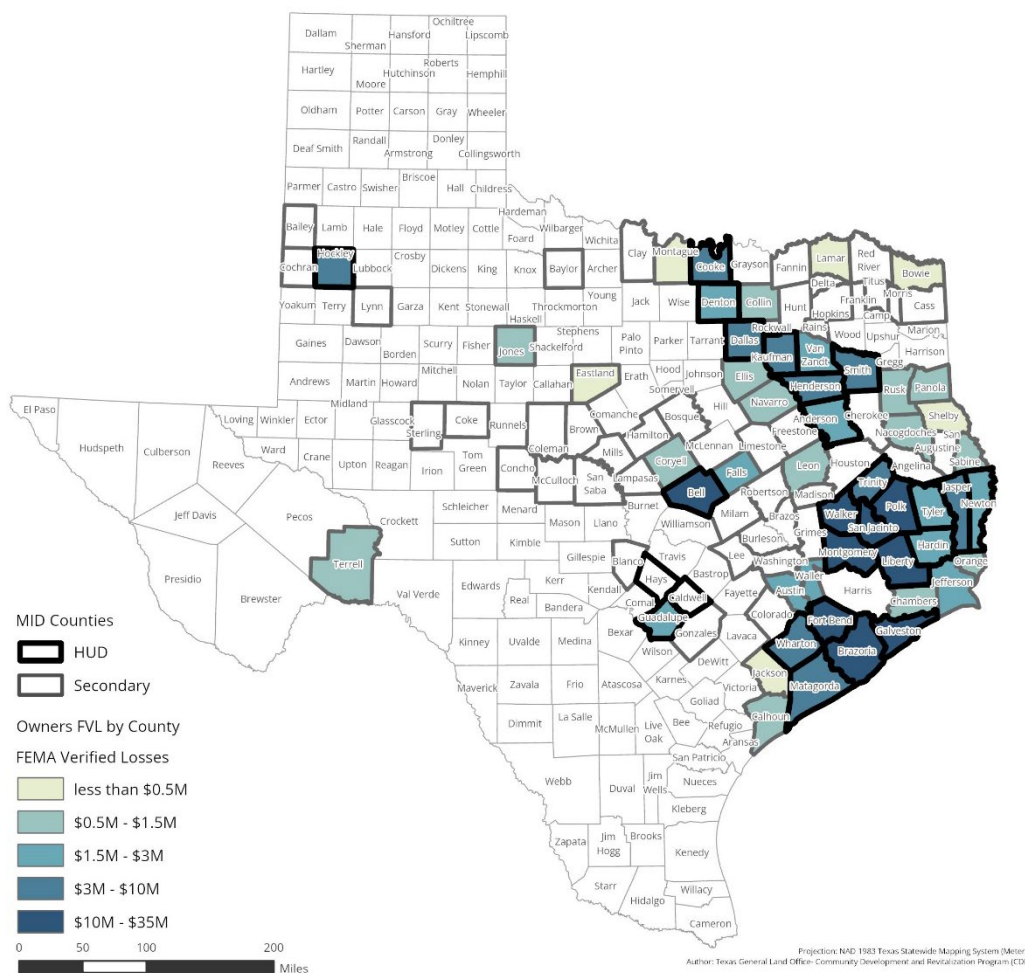 Ochiltree
Dallam
Sherman
Hansford
Lipscomb
Hartley
Moore
Hutchinson
Roberts
Hemphill
Oldham
Potter
Carson
Gray
Wheeler
Deaf Smith
Randall
Armstrong
Donley
Collingsworth
Parmer
Castro
Swisher
Briscoe
Hall
Childress
Hardeman
Bailey
Lamb
Hale
Floyd
Motley
Cottle
Foard
Wilbarger
Wichita
Clay
Montague
Cooke
Grayson
Fannin
Lamar
Red
River
Bowie
Cochran
Hockley
Lubbock
Crosby
Dickens
King
Knox
Baylor
Archer
Delta
Titus
Morris
Franklin
Hopkins
Camp
Cass
Yoakum
Terry
Lynn
Garza
Kent
Stonewall
Haskell
Throckmorton
Young
Jack
Wise
Denton
Collin
Hunt
Rockwall
Rains
Wood
Upshur
Marion
Harrison
Gregg
Gaines
Dawson
Borden
Scurry
Fisher
Jones
Shackelford
Stephens
Palo
Pinto
Parker
Tarrant
Dallas
Kaufman
Van
Zandt
Smith
Andrews
Martin
Howard
Mitchell
Nolan
Taylor
Callahan
Eastland
Erath
Hood
Somervell
Johnson
Ellis
Henderson
Rusk
Panola
El Paso
Hudspeth
Culberson
Reeves
Loving
Winkler
Ector
Midland
Glasscock
Sterling
Coke
Runnels
Coleman
Brown
Comanche
Hamilton
Bosque
Hill
Navarro
Freestone
Anderson
Cherokee
Nacogdoches
Shelby
San
Augustine
Sabine
Ward
Crane
Upton
Reagan
Irion
Tom
Green
Concho
McCulloch
San
Saba
Mills
Lampasas
Coryell
McLennan
Limestone
Falls
Leon
Houston
Angelina
Trinity
Jasper
Newton
Jeff Davis
Pecos
Crockett
Schleicher
Menard
Mason
Llano
Burnet
Bell
Williamson
Milam
Robertson
Brazos
Madison
Grimes
Walker
San Jacinto
Polk
Tyler
Hardin
Presidio
Brewster
Terrell
Val Verde
Sutton
Kimble
Gillespie
Blanco
Travis
Hays
Bastrop
Lee
Burleson
Washington
Montgomery
Liberty
Orange
Jefferson
Edwards
Real
Kerr
Bandera
Kendall
Comal
Caldwell
Guadalupe
Fayette
Austin
Waller
Harris
Chambers
Kinney
Uvalde
Medina
Bexar
Wilson
Gonzales
Lavaca
Colorado
Wharton
Fort Bend
Brazoria
Galveston
Maverick
Zavala
Frio
Atascosa
Karnes
DeWitt
Victoria
Jackson
Matagorda
Dimmit
La Salle
McMullen
Live
Oak
Bee
Goliad
Refugio
Calhoun
Aransas
San Patricio
Webb
Duval
Jim
Wells
Nueces
Kleberg
Zapata
Jim
Hogg
Brooks
Kenedy
Starr
Hidalgo
Willacy
Cameron
MID Counties
HUD
Secondary
Owners FVL by County
FEMA Verified Losses
less than $0.5M
$0.5M - $1.5M
$1.5M - $3M
$3M - $10M
$10M - $35M
0 50 100 200
Miles
Projection: NAD 1983 Texas Statewide Mapping System (Meter
Author: Texas General Land Office- Community Development and Revitalization Program (CD